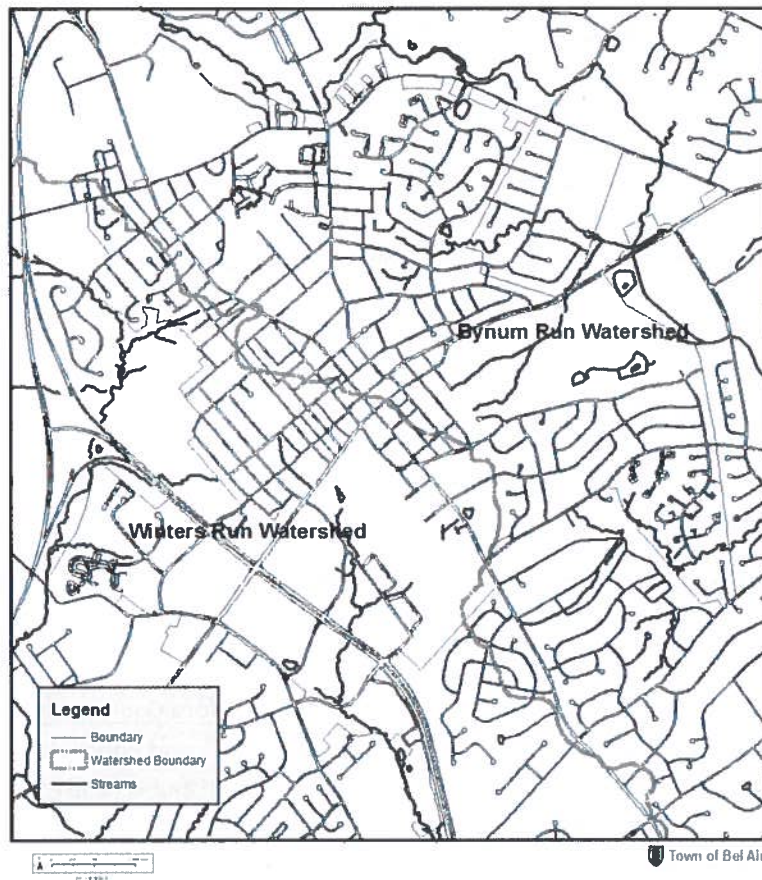 Bynum Run Watershed
Winters Run Watershed
Legend
Boundary
Watershed Boundary
Streams
A
Town of Bel Air